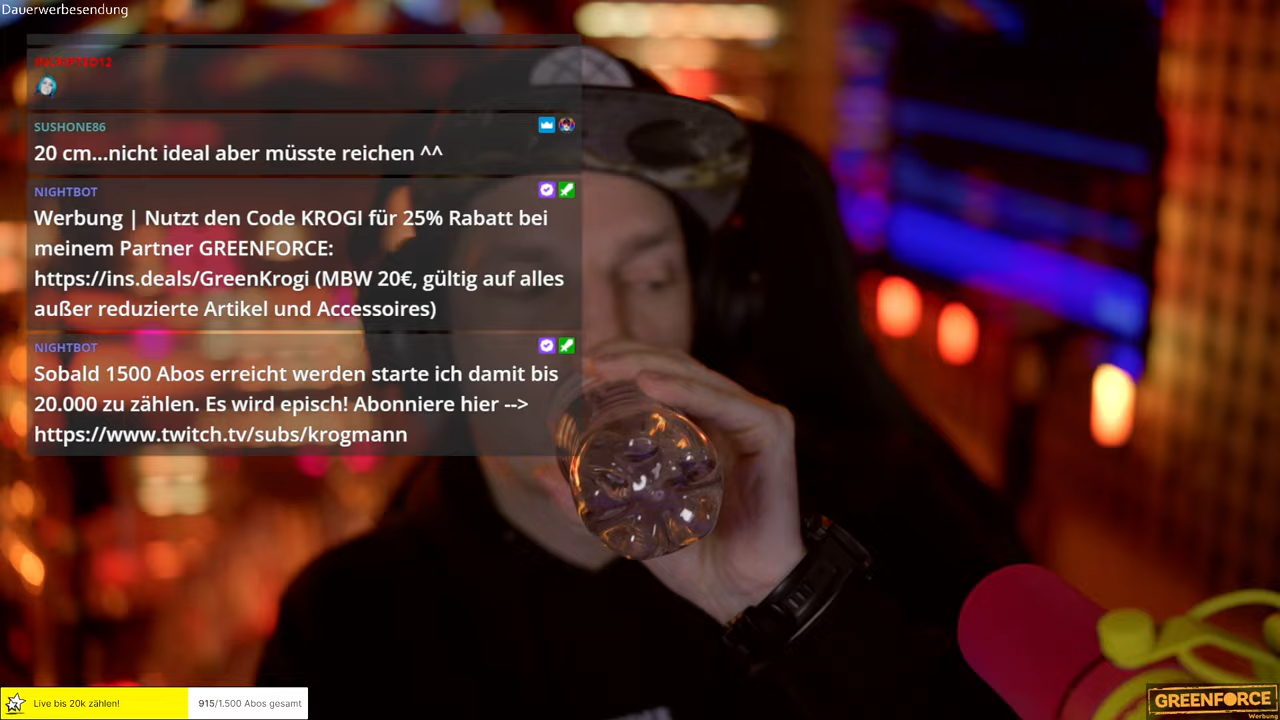 Dauerwerbesendung
INCRIPTED12
SUSHONE86
20 cm...nicht ideal aber müsste reichen ^^
NIGHTBOT
Werbung | Nutzt den Code KROGI für 25% Rabatt bei
meinem Partner GREENFORCE:
https://ins.deals/GreenKrogi (MBW 20€, gültig auf alles
außer reduzierte Artikel und Accessoires)
NIGHTBOT
Sobald 1500 Abos erreicht werden starte ich damit bis
20.000 zu zählen. Es wird episch! Abonniere hier -->
https://www.twitch.tv/subs/krogmann
Live bis 20k zählen!
915/1.500 Abos gesamt
GREENFORCE
Werbung